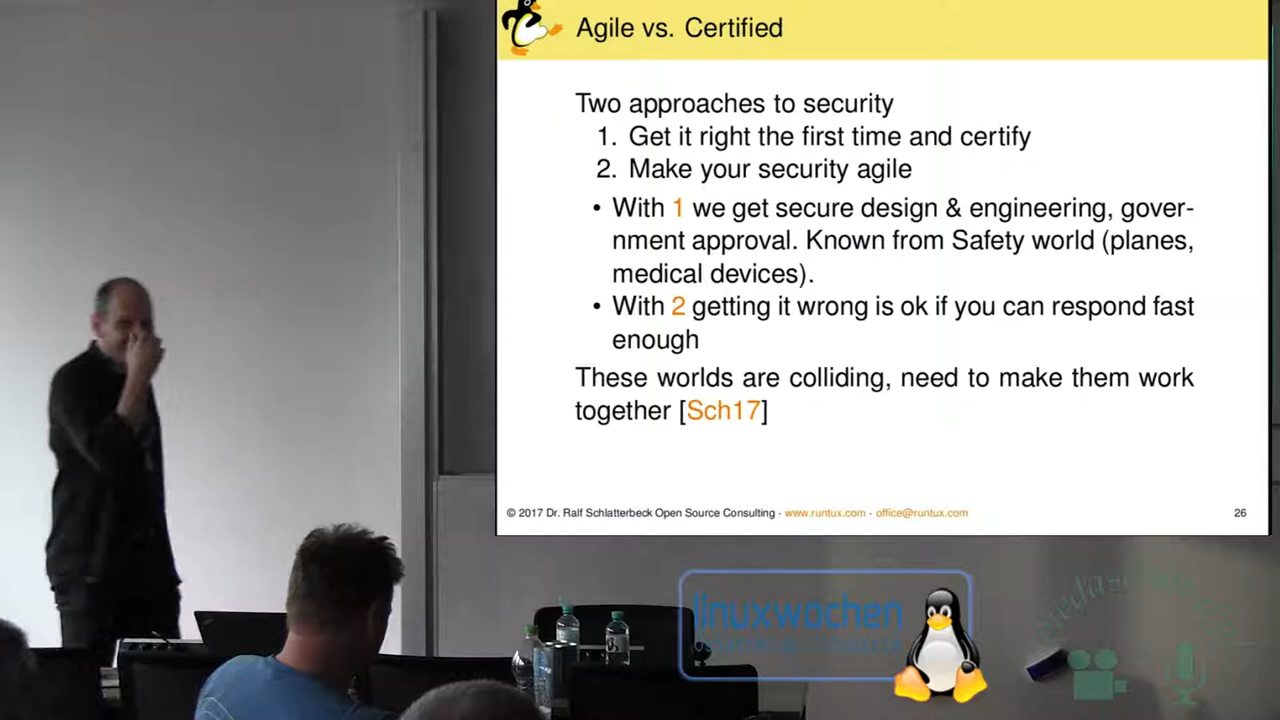 Agile vs. Certified
Two approaches to security
1. Get it right the first time and certify
2. Make your security agile
• With 1 we get secure design & engineering, gover-
nment approval. Known from Safety world (planes,
medical devices).
• With 2 getting it wrong is ok if you can respond fast
enough
These worlds are colliding, need to make them work
together [Sch17]
© 2017 Dr. Ralf Schlatterbeck Open Source Consulting · www.runtux.com · office@runtux.com
26
linuxwochen